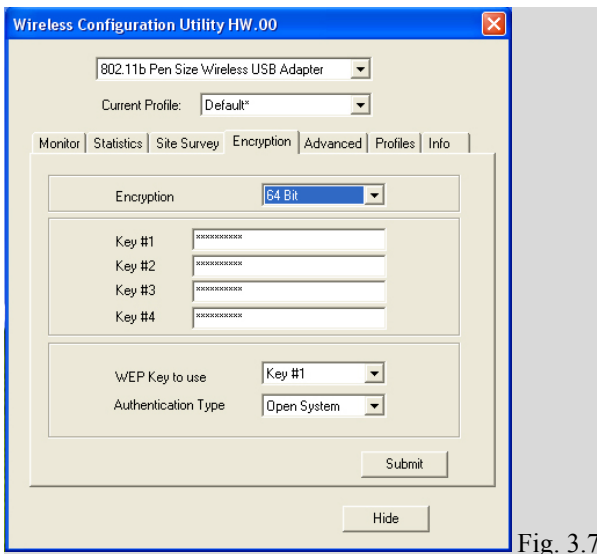 Wireless Configuration Utility HW.00
802.11b Pen Size Wireless USB Adapter
Current Profile: Default*
Monitor Statistics Site Survey Encryption Advanced Profiles Info
Encryption 64 Bit
Key #1 **********
Key #2 **********
Key #3 **********
Key #4 **********
WEP Key to use Key #1
Authentication Type Open System
Submit
Hide
Fig. 3.7